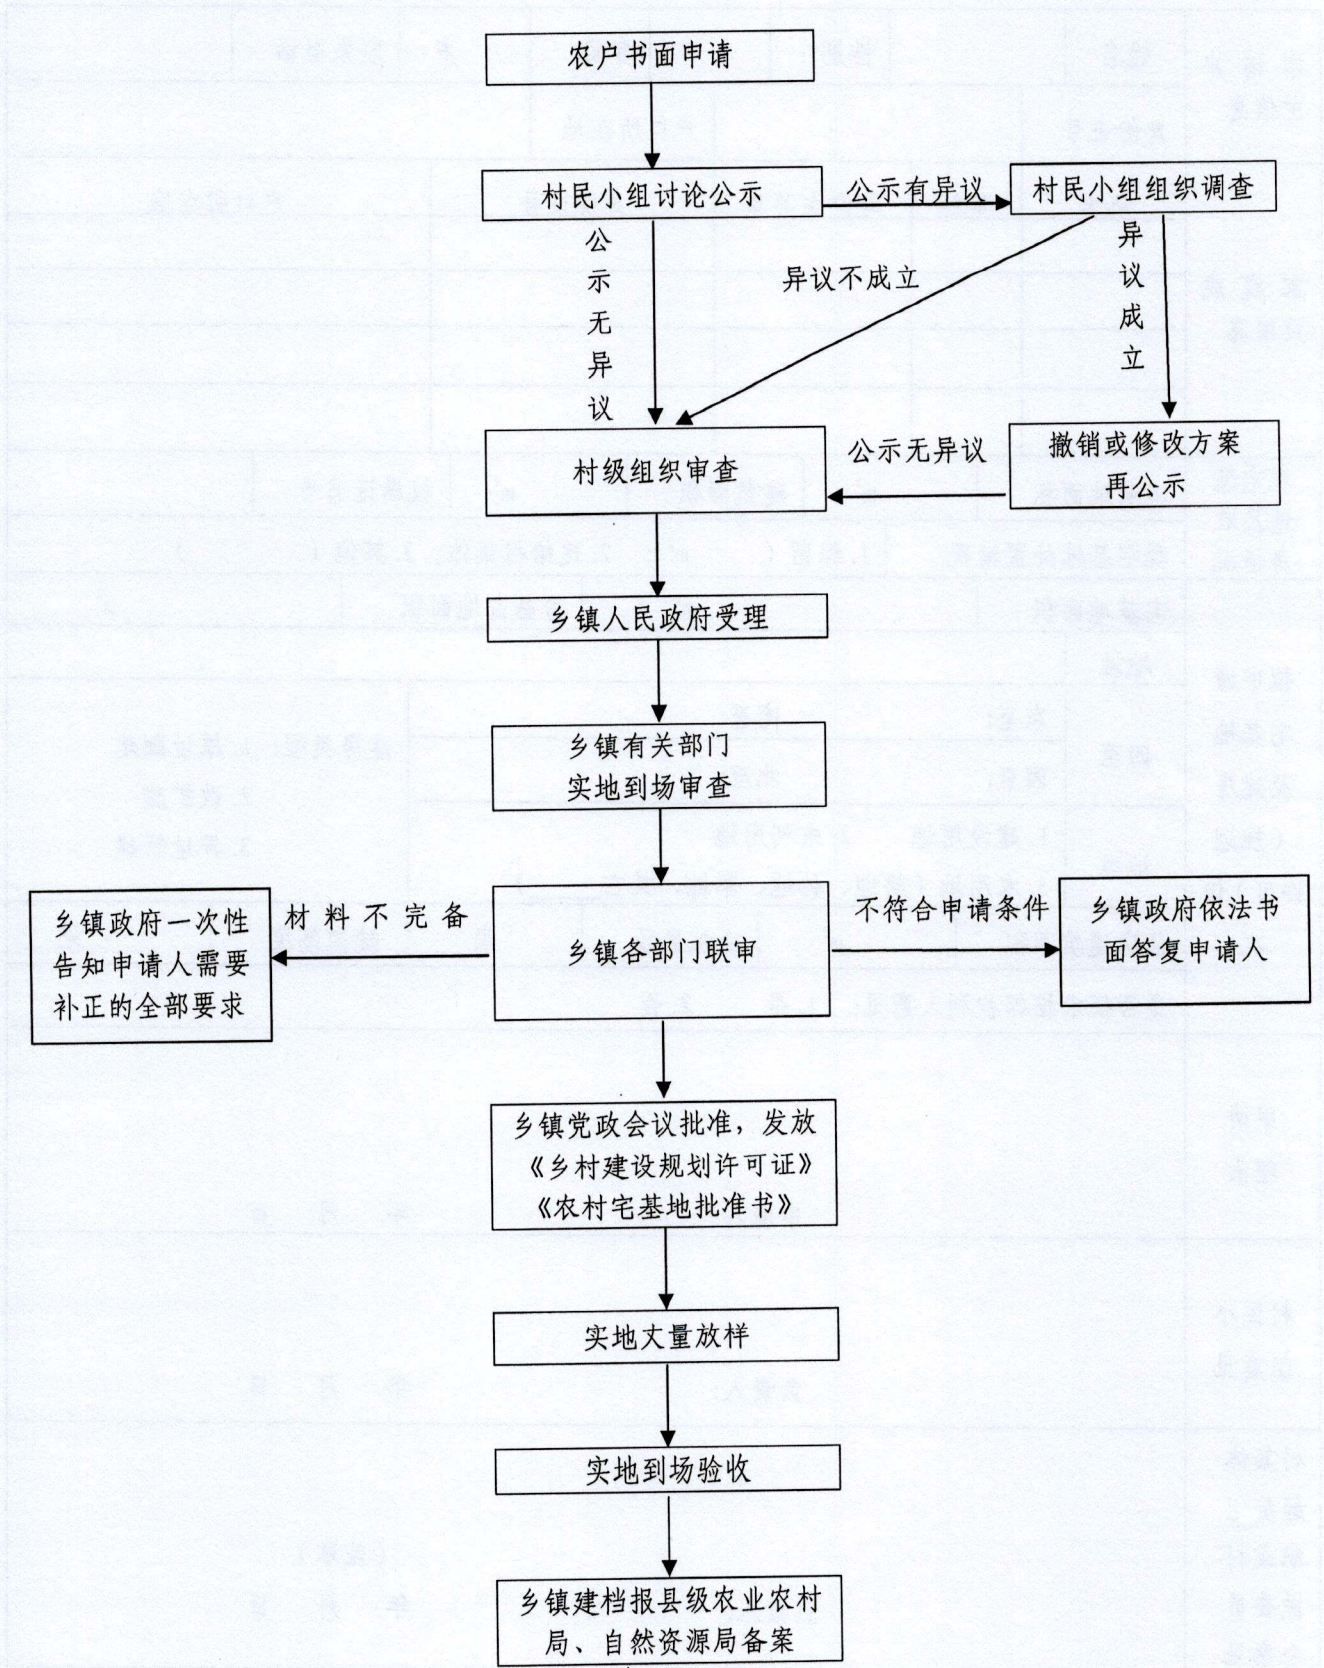 农户书面申请
村民小组讨论公示
公示有异议
村民小组组织调查
公示无异议
异议不成立
异议成立
村级组织审查
公示无异议
撤销或修改方案
再公示
乡镇人民政府受理
乡镇有关部门
实地到场审查
乡镇政府一次性
告知申请人需要
补正的全部要求
材料不完备
乡镇各部门联审
不符合申请条件
乡镇政府依法书
面答复申请人
乡镇党政会议批准，发放
《乡村建设规划许可证》
《农村宅基地批准书》
实地丈量放样
实地到场验收
乡镇建档报县级农业农村
局、自然资源局备案